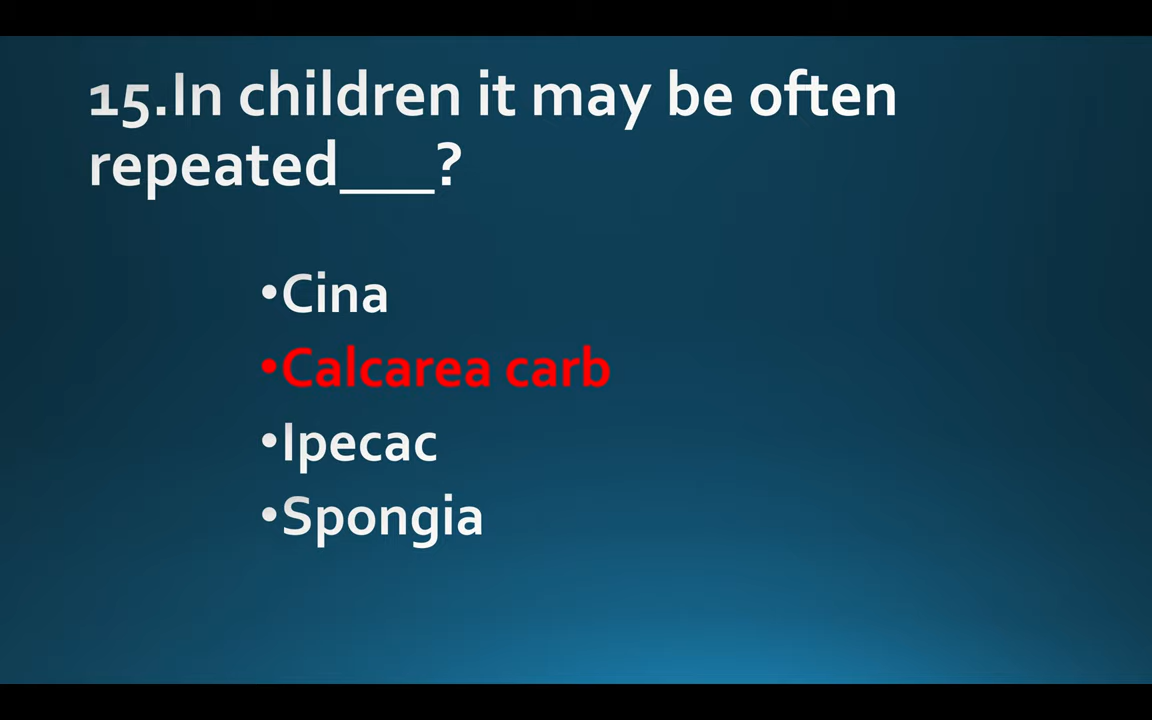 15.In children it may be often
repeated___?
•Cina
•Calcarea carb
•Ipecac
•Spongia